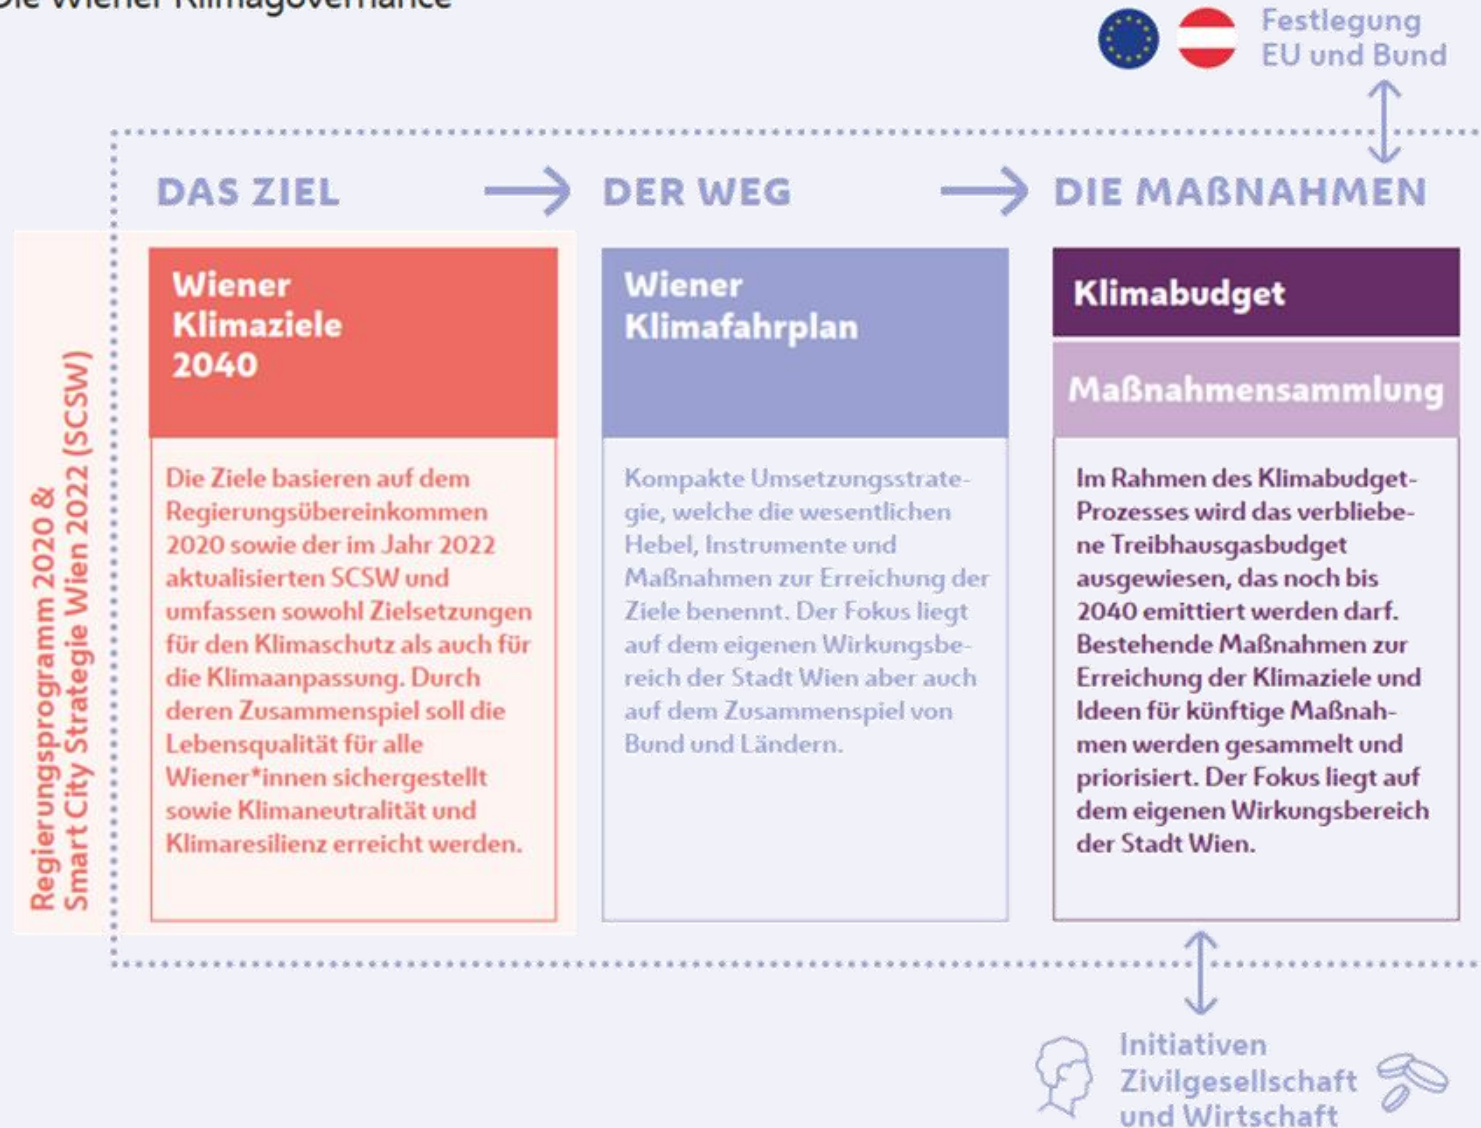 Die Wiener Klimagovernance
Festlegung
EU und Bund
DAS ZIEL
DER WEG
DIE MAßNAHMEN
Regierungsprogramm 2020 &
Smart City Strategie Wien 2022 (SCSW)
Wiener
Klimaziele
2040
Die Ziele basieren auf dem
Regierungsübereinkommen
2020 sowie der im Jahr 2022
aktualisierten SCSW und
umfassen sowohl Zielsetzungen
für den Klimaschutz als auch für
die Klimaanpassung. Durch
deren Zusammenspiel soll die
Lebensqualität für alle
Wiener*innen sichergestellt
sowie Klimaneutralität und
Klimaresilienz erreicht werden.
Wiener
Klimafahrplan
Kompakte Umsetzungsstrate-
gie, welche die wesentlichen
Hebel, Instrumente und
Maßnahmen zur Erreichung der
Ziele benennt. Der Fokus liegt
auf dem eigenen Wirkungsbe-
reich der Stadt Wien aber auch
auf dem Zusammenspiel von
Bund und Ländern.
Klimabudget
Maßnahmensammlung
Im Rahmen des Klimabudget-
Prozesses wird das verbliebe-
ne Treibhausgasbudget
ausgewiesen, das noch bis
2040 emittiert werden darf.
Bestehende Maßnahmen zur
Erreichung der Klimaziele und
Ideen für künftige Maßnah-
men werden gesammelt und
priorisiert. Der Fokus liegt auf
dem eigenen Wirkungsbereich
der Stadt Wien.
Initiativen
Zivilgesellschaft
und Wirtschaft